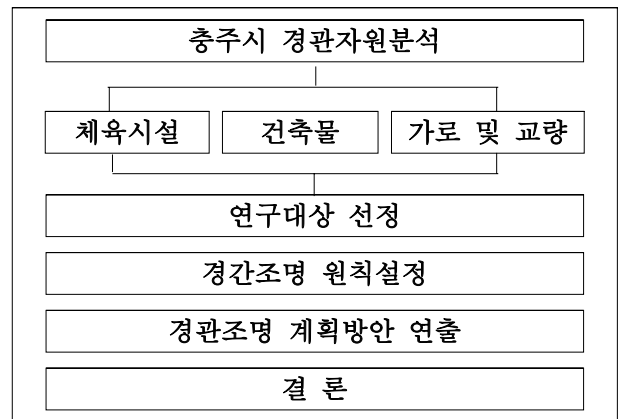 충주시 경관자원분석
체육시설 건축물 가로 및 교량
연구대상 선정
경간조명 원칙설정
경관조명 계획방안 연출
결 론